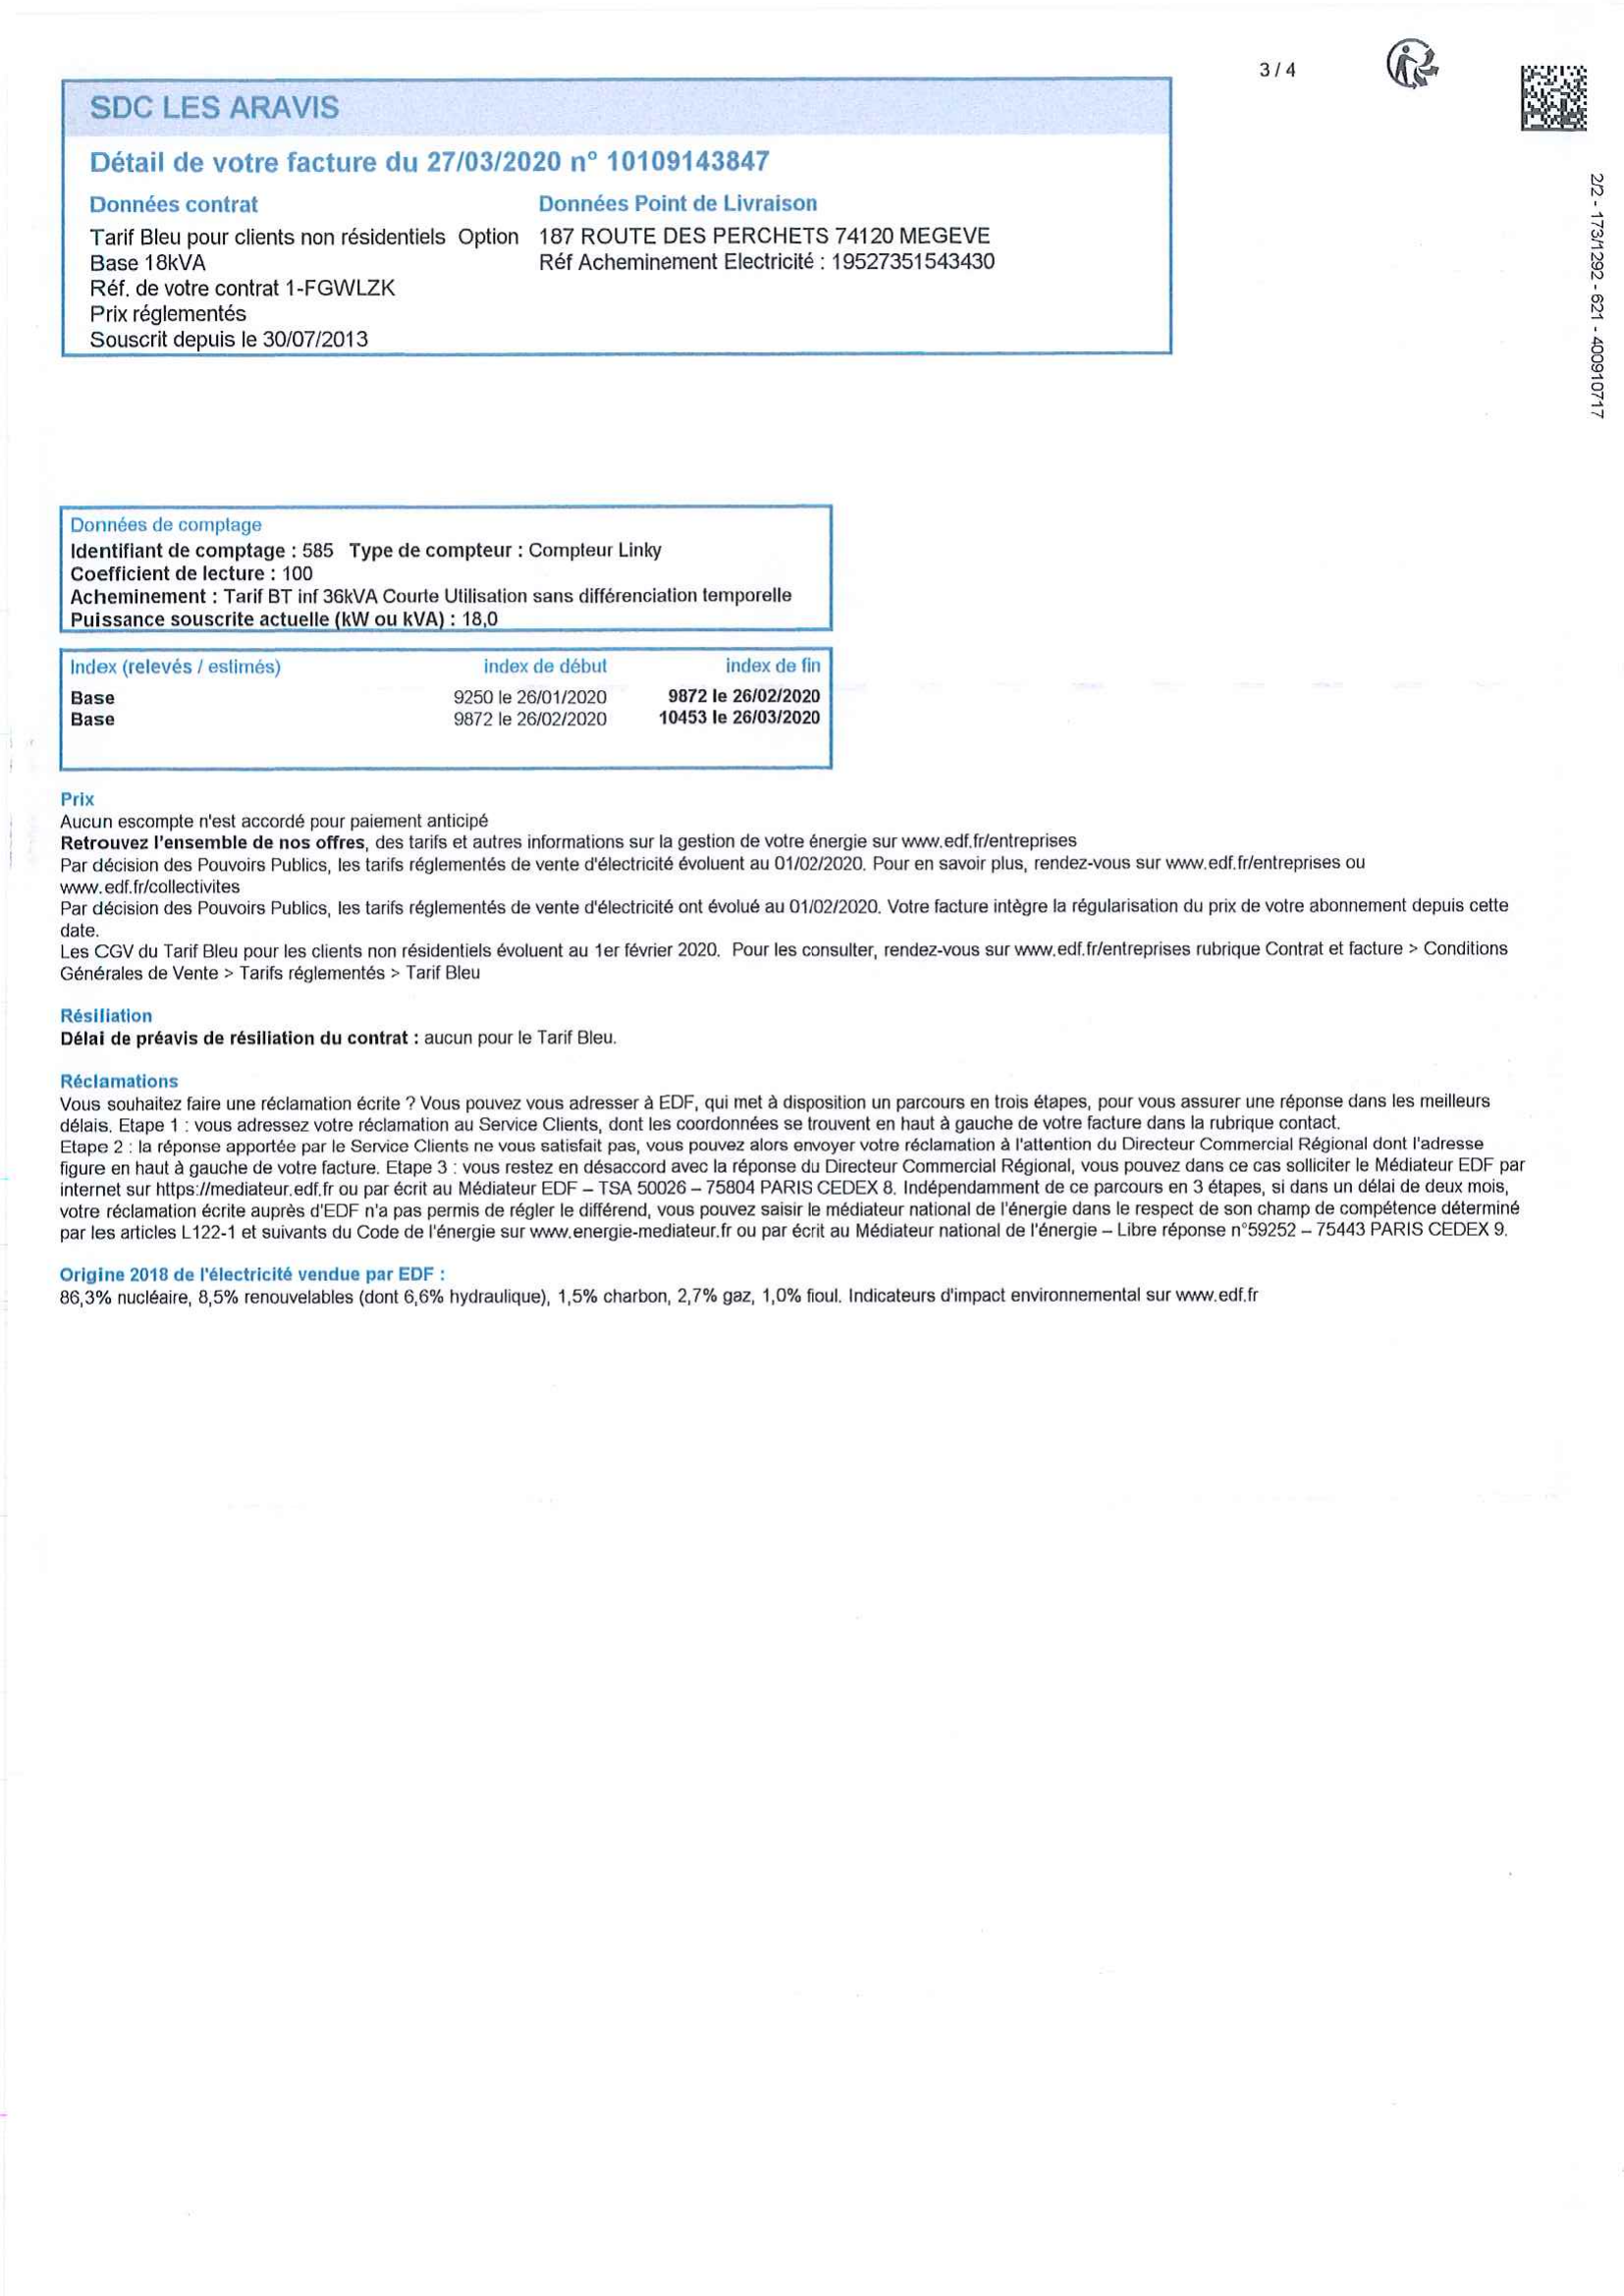 3 / 4
SDC LES ARAVIS
Détail de votre facture du 27/03/2020 n° 10109143847
Données contrat
Tarif Bleu pour clients non résidentiels Option
Base 18kVA
Réf. de votre contrat 1-FGWLZK
Prix réglementés
Souscrit depuis le 30/07/2013
Données Point de Livraison
187 ROUTE DES PERCHETS 74120 MEGEVE
Réf Acheminement Electricité : 19527351543430
2/2 - 173/1292 - 621 - 400910717
Données de comptage
Identifiant de comptage : 585 Type de compteur : Compteur Linky
Coefficient de lecture : 100
Acheminement : Tarif BT inf 36kVA Courte Utilisation sans différenciation temporelle
Puissance souscrite actuelle (kW ou kVA) : 18,0
Index (relevés / estimés) index de début index de fin
Base 9250 le 26/01/2020 9872 le 26/02/2020
Base 9872 le 26/02/2020 10453 le 26/03/2020
Prix
Aucun escompte n'est accordé pour paiement anticipé
Retrouvez l'ensemble de nos offres, des tarifs et autres informations sur la gestion de votre énergie sur www.edf.fr/entreprises
Par décision des Pouvoirs Publics, les tarifs réglementés de vente d'électricité évoluent au 01/02/2020. Pour en savoir plus, rendez-vous sur www.edf.fr/entreprises ou
www.edf.fr/collectivites
Par décision des Pouvoirs Publics, les tarifs réglementés de vente d'électricité ont évolué au 01/02/2020. Votre facture intègre la régularisation du prix de votre abonnement depuis cette
date.
Les CGV du Tarif Bleu pour les clients non résidentiels évoluent au 1er février 2020. Pour les consulter, rendez-vous sur www.edf.fr/entreprises rubrique Contrat et facture > Conditions
Générales de Vente > Tarifs réglementés > Tarif Bleu
Résiliation
Délai de préavis de résiliation du contrat : aucun pour le Tarif Bleu.
Réclamations
Vous souhaitez faire une réclamation écrite ? Vous pouvez vous adresser à EDF, qui met à disposition un parcours en trois étapes, pour vous assurer une réponse dans les meilleurs
délais. Etape 1 : vous adressez votre réclamation au Service Clients, dont les coordonnées se trouvent en haut à gauche de votre facture dans la rubrique contact.
Etape 2 : la réponse apportée par le Service Clients ne vous satisfait pas, vous pouvez alors envoyer votre réclamation à l'attention du Directeur Commercial Régional dont l'adresse
figure en haut à gauche de votre facture. Etape 3 : vous restez en désaccord avec la réponse du Directeur Commercial Régional, vous pouvez dans ce cas solliciter le Médiateur EDF par
internet sur https://mediateur.edf.fr ou par écrit au Médiateur EDF – TSA 50026 – 75804 PARIS CEDEX 8. Indépendamment de ce parcours en 3 étapes, si dans un délai de deux mois,
votre réclamation écrite auprès d'EDF n'a pas permis de régler le différend, vous pouvez saisir le médiateur national de l'énergie dans le respect de son champ de compétence déterminé
par les articles L122-1 et suivants du Code de l'énergie sur www.energie-mediateur.fr ou par écrit au Médiateur national de l'énergie – Libre réponse n°59252 – 75443 PARIS CEDEX 9.
Origine 2018 de l'électricité vendue par EDF :
86,3% nucléaire, 8,5% renouvelables (dont 6,6% hydraulique), 1,5% charbon, 2,7% gaz, 1,0% fioul. Indicateurs d'impact environnemental sur www.edf.fr